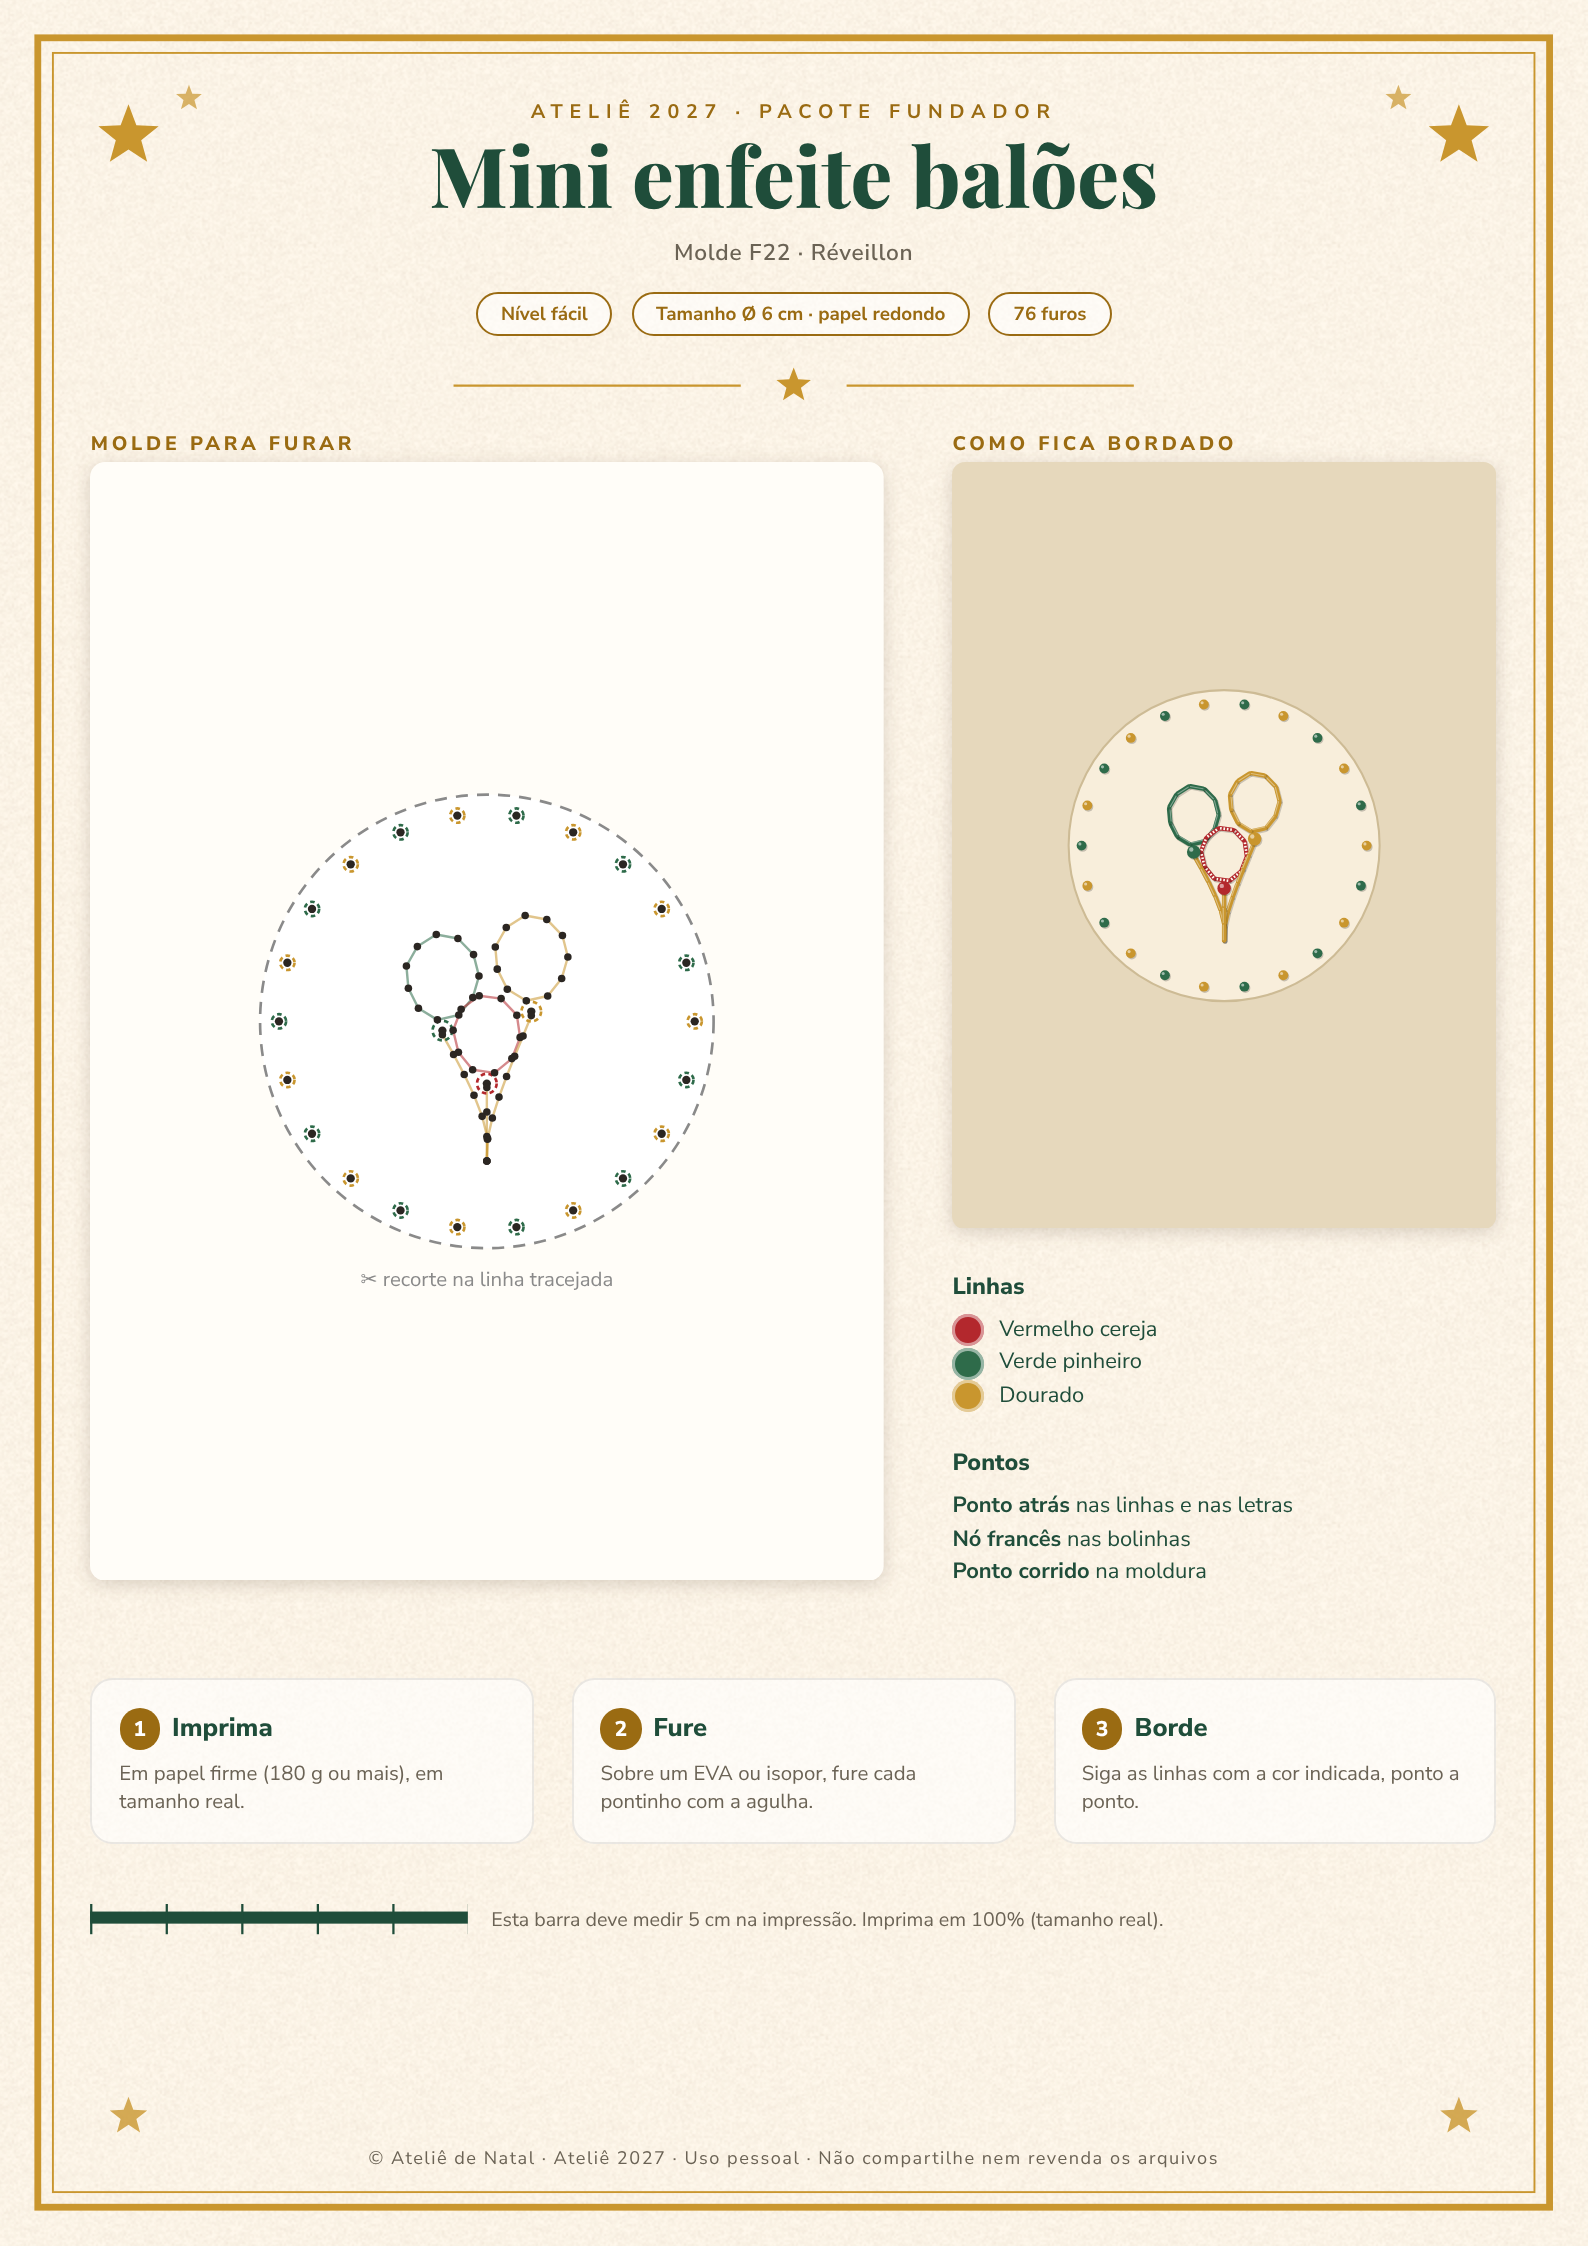 ATELIÊ 2027 · PACOTE FUNDADOR
Mini enfeite balões
Molde F22 · Réveillon
Nível fácil
Tamanho Ø 6 cm · papel redondo
76 furos
MOLDE PARA FURAR
✂ recorte na linha tracejada
COMO FICA BORDADO
Linhas
Vermelho cereja
Verde pinheiro
Dourado
Pontos
Ponto atrás nas linhas e nas letras
Nó francês nas bolinhas
Ponto corrido na moldura
1 Imprima
Em papel firme (180 g ou mais), em
tamanho real.
2 Fure
Sobre um EVA ou isopor, fure cada
pontinho com a agulha.
3 Borde
Siga as linhas com a cor indicada, ponto a
ponto.
Esta barra deve medir 5 cm na impressão. Imprima em 100% (tamanho real).
© Ateliê de Natal · Ateliê 2027 · Uso pessoal · Não compartilhe nem revenda os arquivos